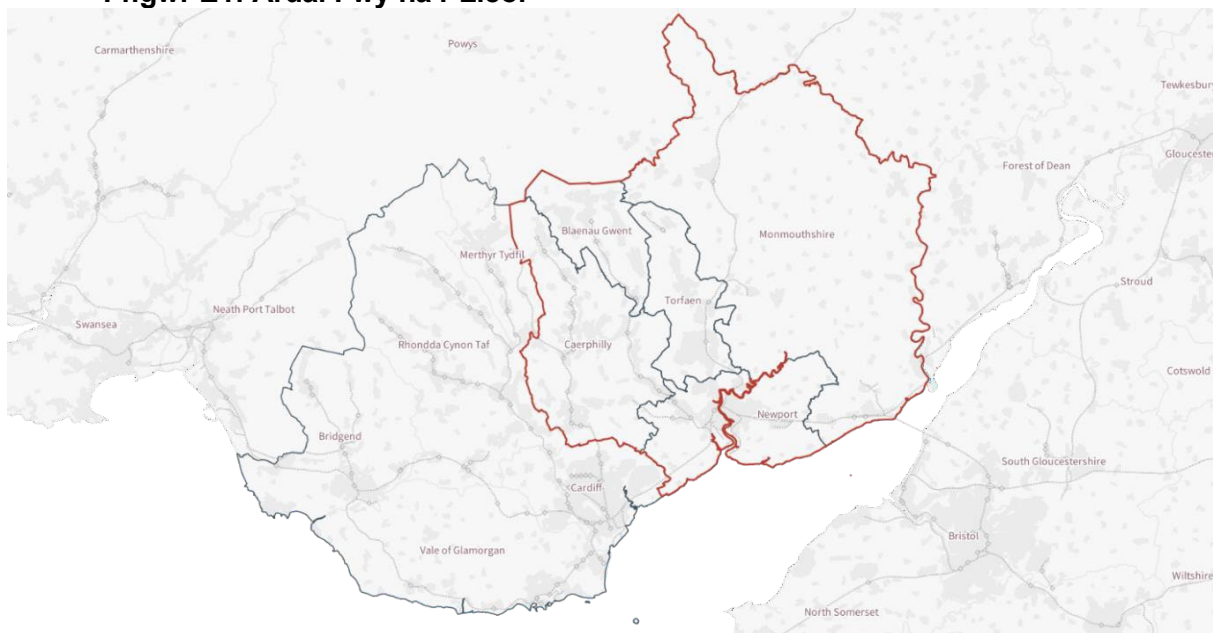 Carmarthenshire
Powys
Tewkesbury
Gloucester
Forest of Dean
Blaenau Gwent
Monmouthshire
Merthyr Tydfil
Stroud
Torfaen
Neath Port Talbot
Swansea
Rhondda Cynon Taf
Caerphilly
Cotswold
Newport
Bridgend
South Gloucestershire
Cardiff
Bristol
Vale of Glamorgan
Wiltshire
North Somerset